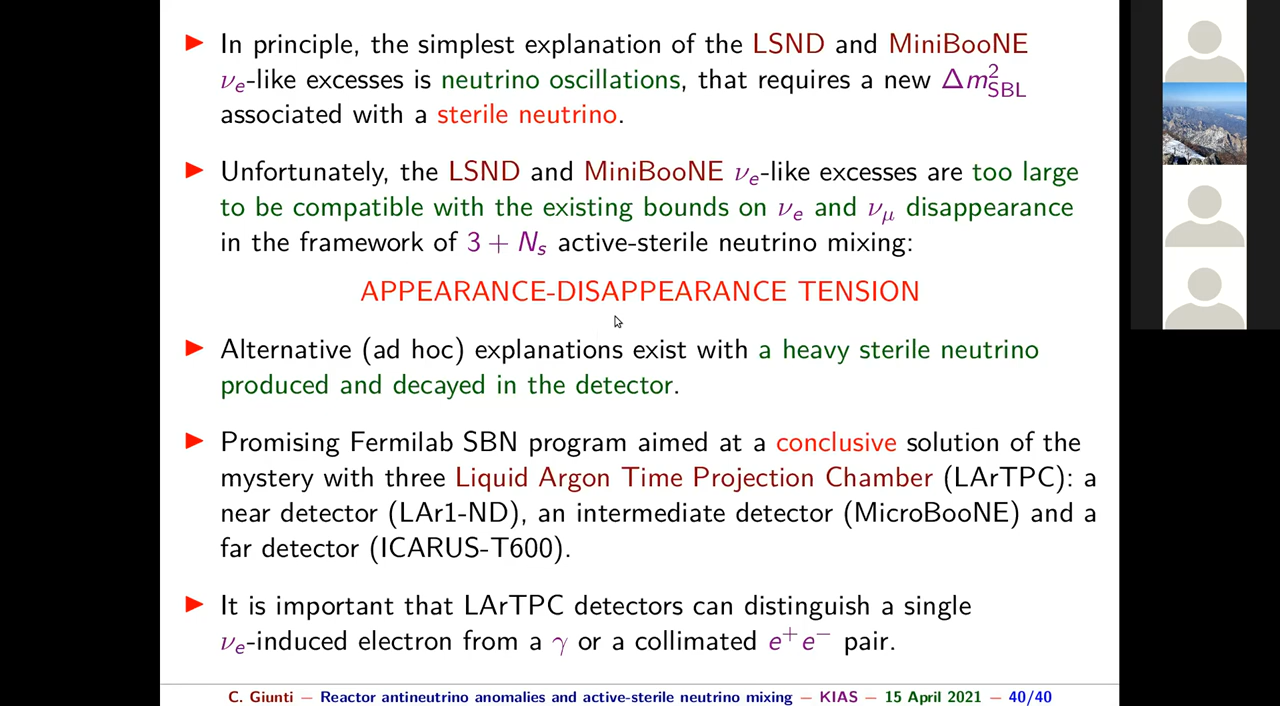 ▶ In principle, the simplest explanation of the LSND and MiniBooNE
νe-like excesses is neutrino oscillations, that requires a new Δm²SBL
associated with a sterile neutrino.
▶ Unfortunately, the LSND and MiniBooNE νe-like excesses are too large
to be compatible with the existing bounds on νe and νμ disappearance
in the framework of 3 + Ns active-sterile neutrino mixing:
APPEARANCE-DISAPPEARANCE TENSION
▶ Alternative (ad hoc) explanations exist with a heavy sterile neutrino
produced and decayed in the detector.
▶ Promising Fermilab SBN program aimed at a conclusive solution of the
mystery with three Liquid Argon Time Projection Chamber (LArTPC): a
near detector (LAr1-ND), an intermediate detector (MicroBooNE) and a
far detector (ICARUS-T600).
▶ It is important that LArTPC detectors can distinguish a single
νe-induced electron from a γ or a collimated e⁺e⁻ pair.
C. Giunti − Reactor antineutrino anomalies and active-sterile neutrino mixing − KIAS − 15 April 2021 − 40/40